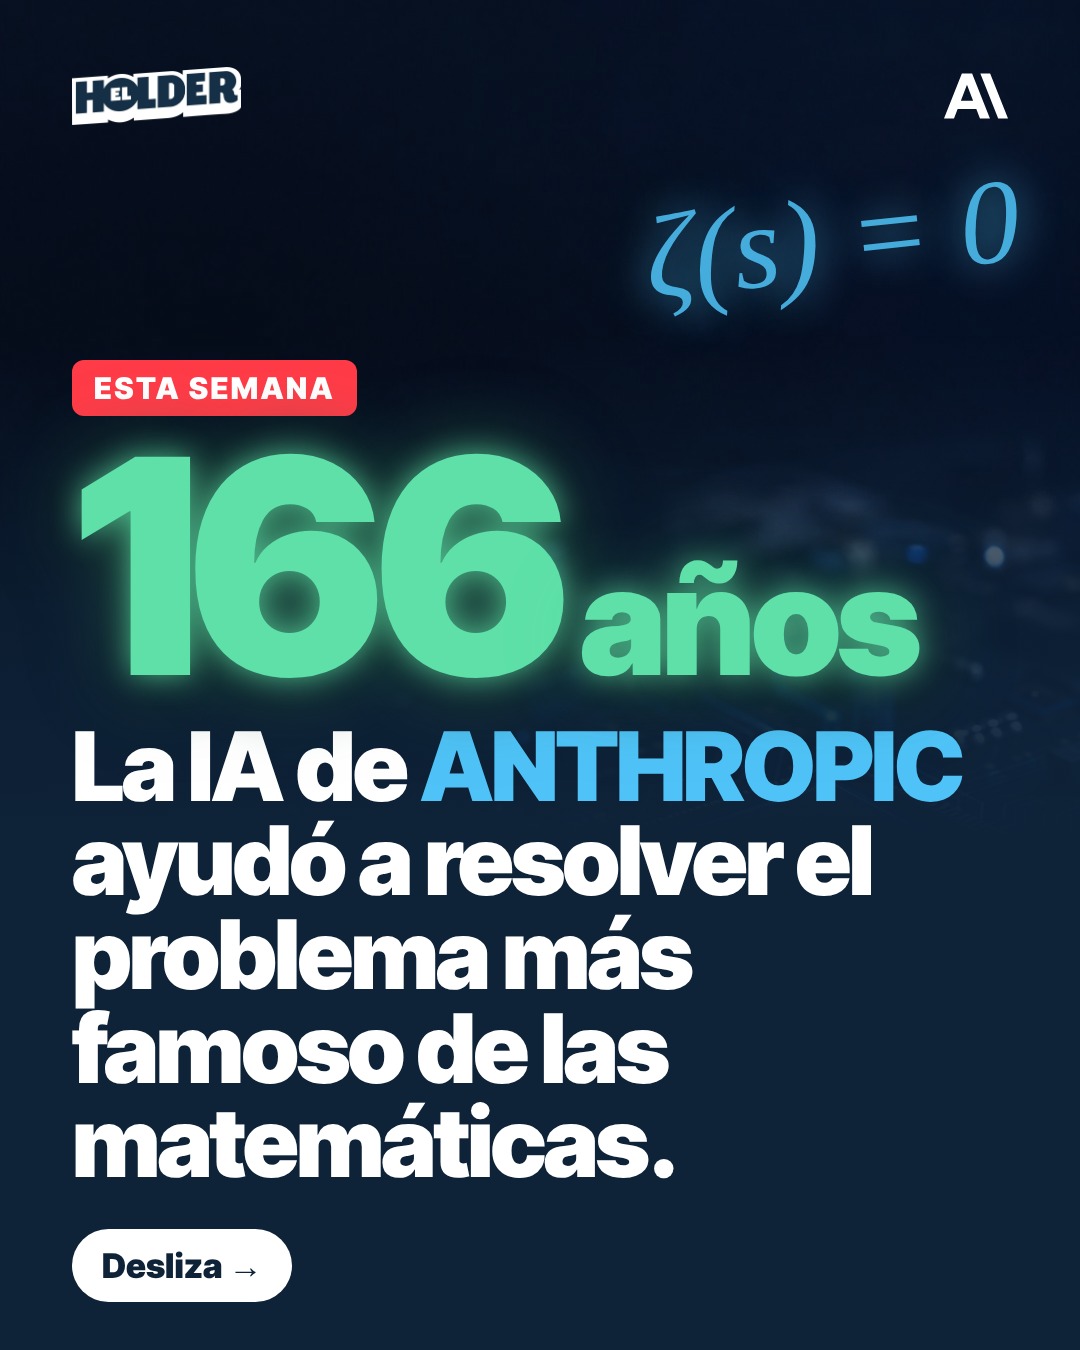 EL HOLDER
AI
ζ(s) = 0
ESTA SEMANA
166 años
La IA de ANTHROPIC
ayudó a resolver el
problema más
famoso de las
matemáticas.
Desliza →